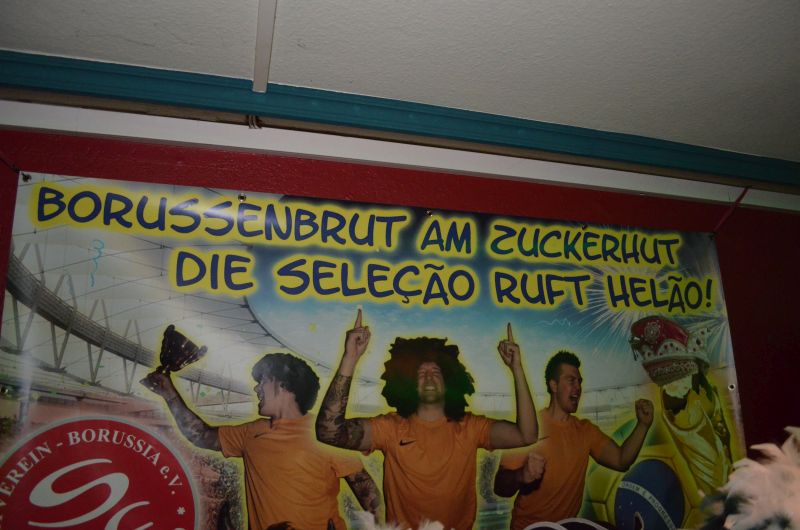 BORUSSENBRUT AM ZUCKERHUT
DIE SELEÇÃO RUFT HELÃO!
VEREIN - BORUSSIA e.V. *